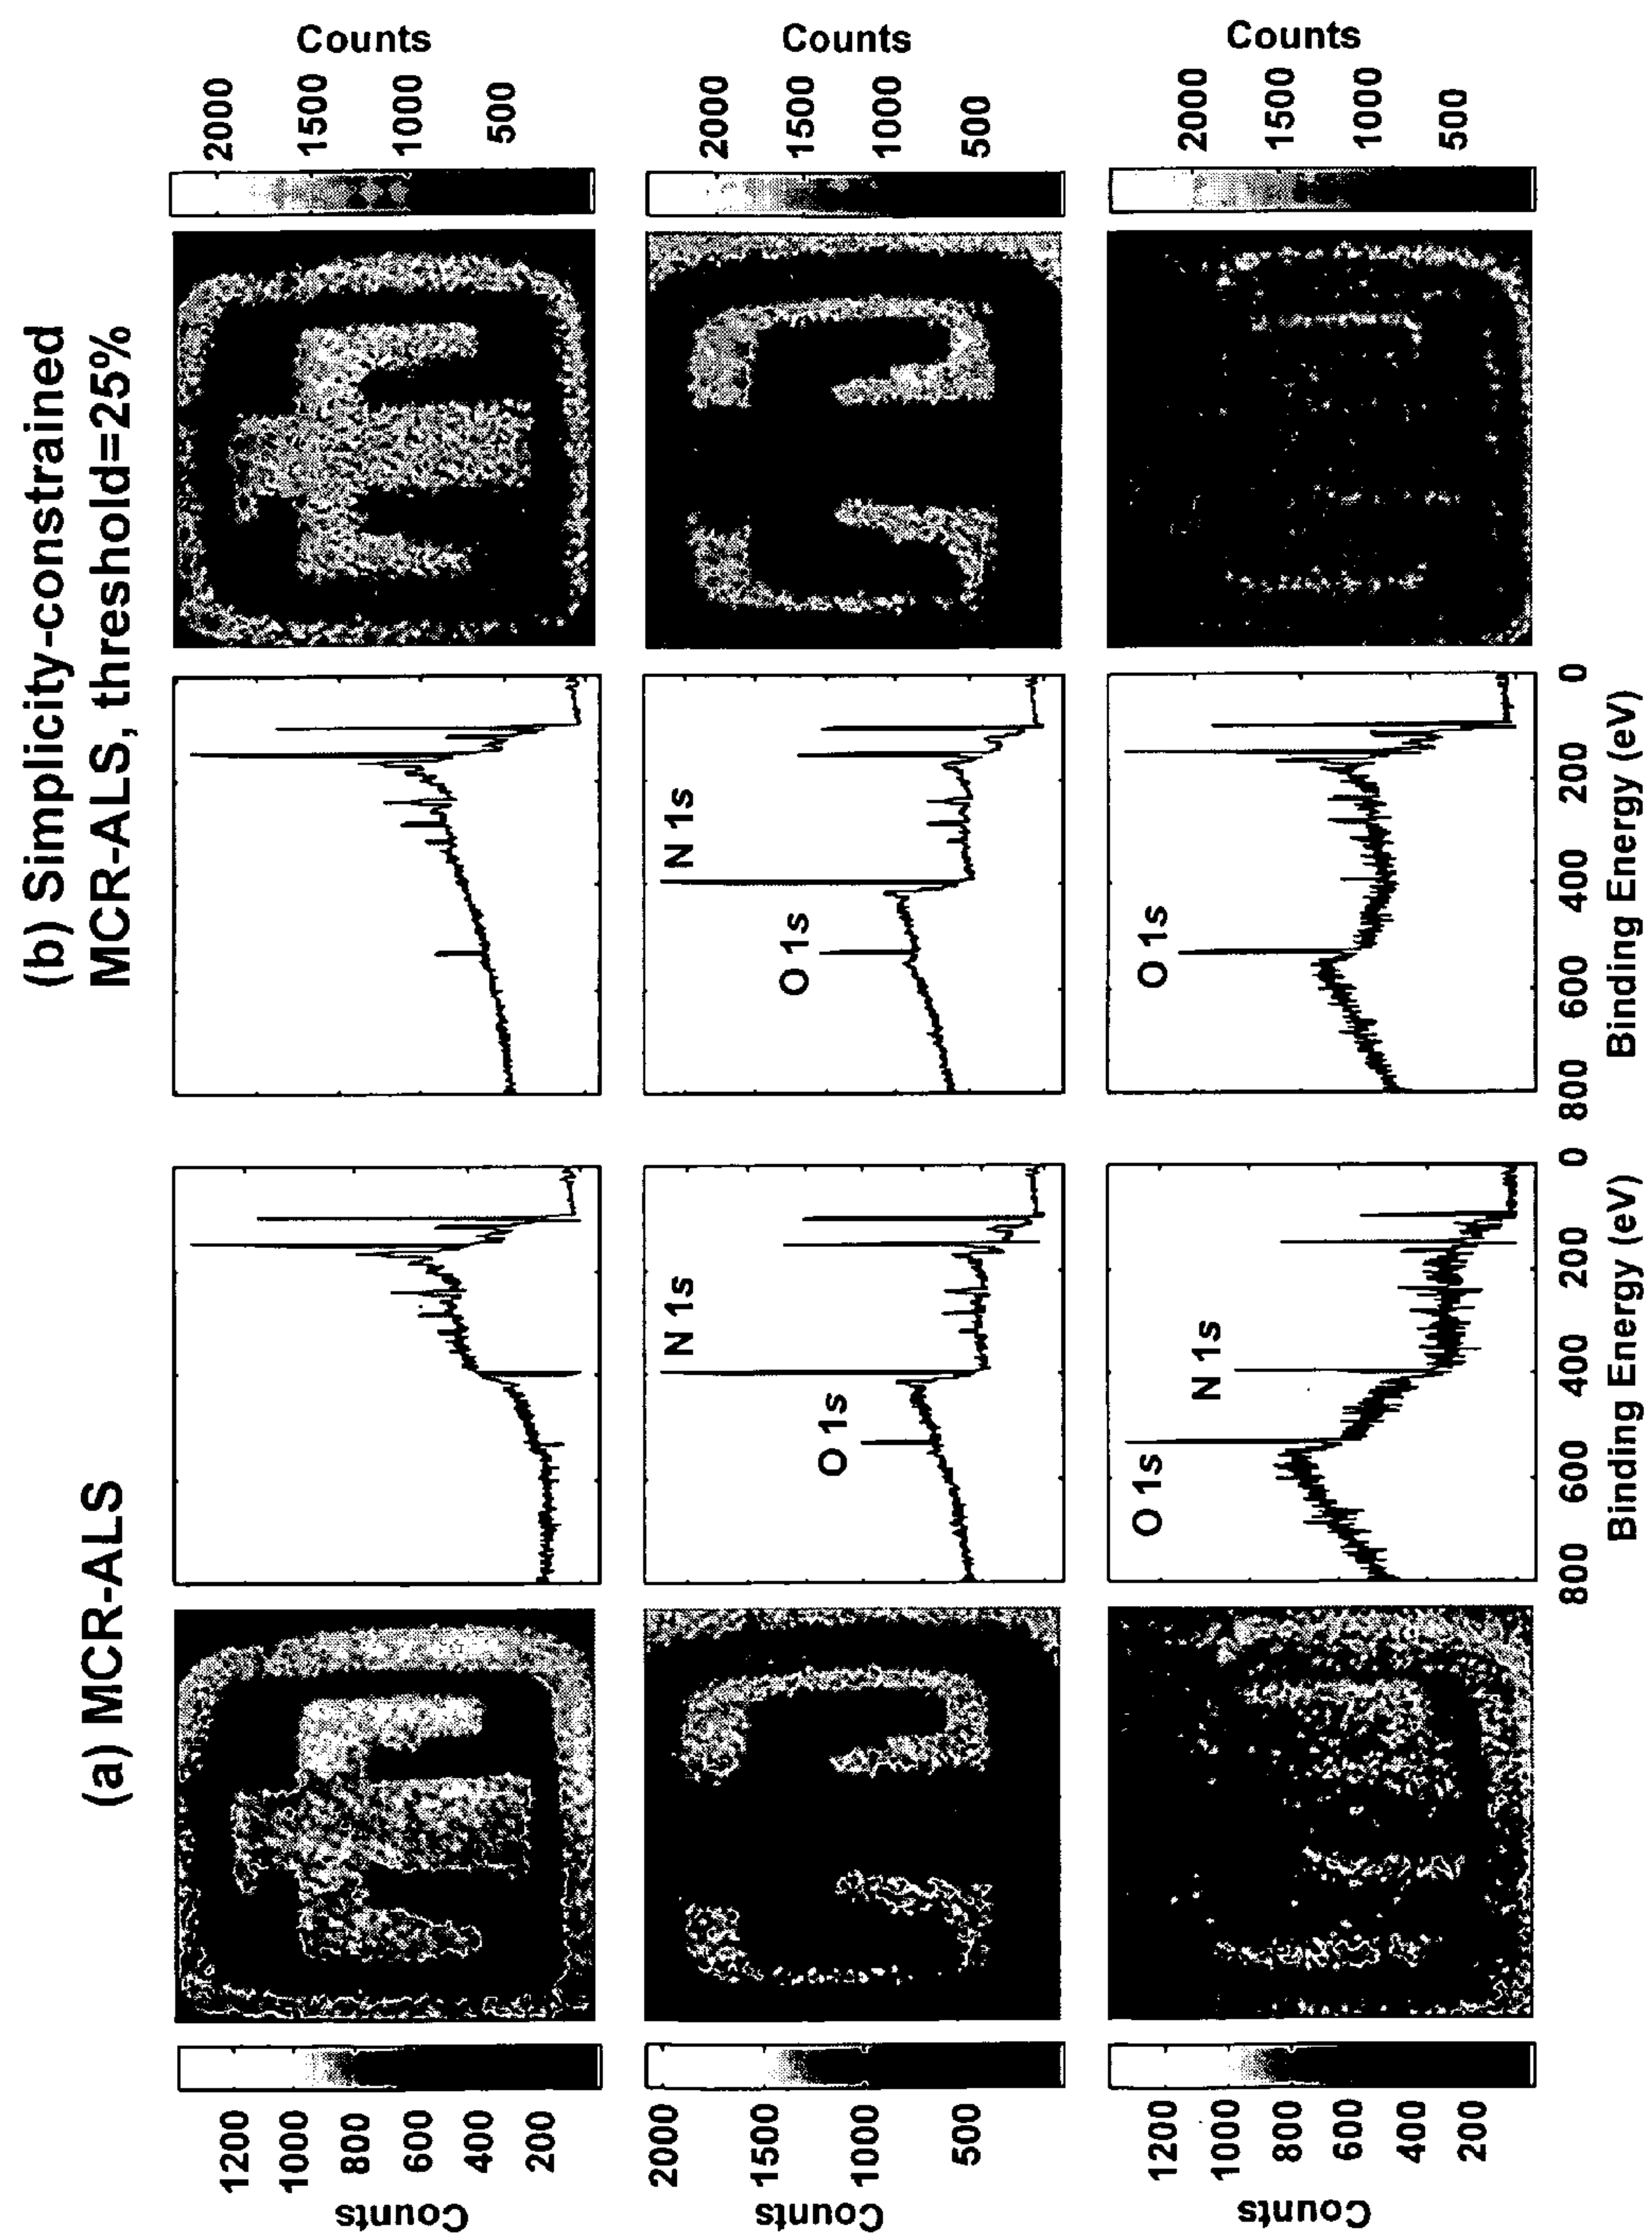 (a) MCR-ALS
(b) Simplicity-constrained
MCR-ALS, threshold=25%
Counts
1200
1000
800
600
400
200
2000
1500
1000
500
Counts
Counts
2000
1500
1000
500
Counts
N 1s
O 1s
N 1s
O 1s
Counts
2000
1500
1000
500
Counts
1200
1000
800
600
400
200
O 1s
N 1s
800 600 400 200 0
Binding Energy (eV)
O 1s
800 600 400 200 0
Binding Energy (eV)
2000
1500
1000
500
Counts